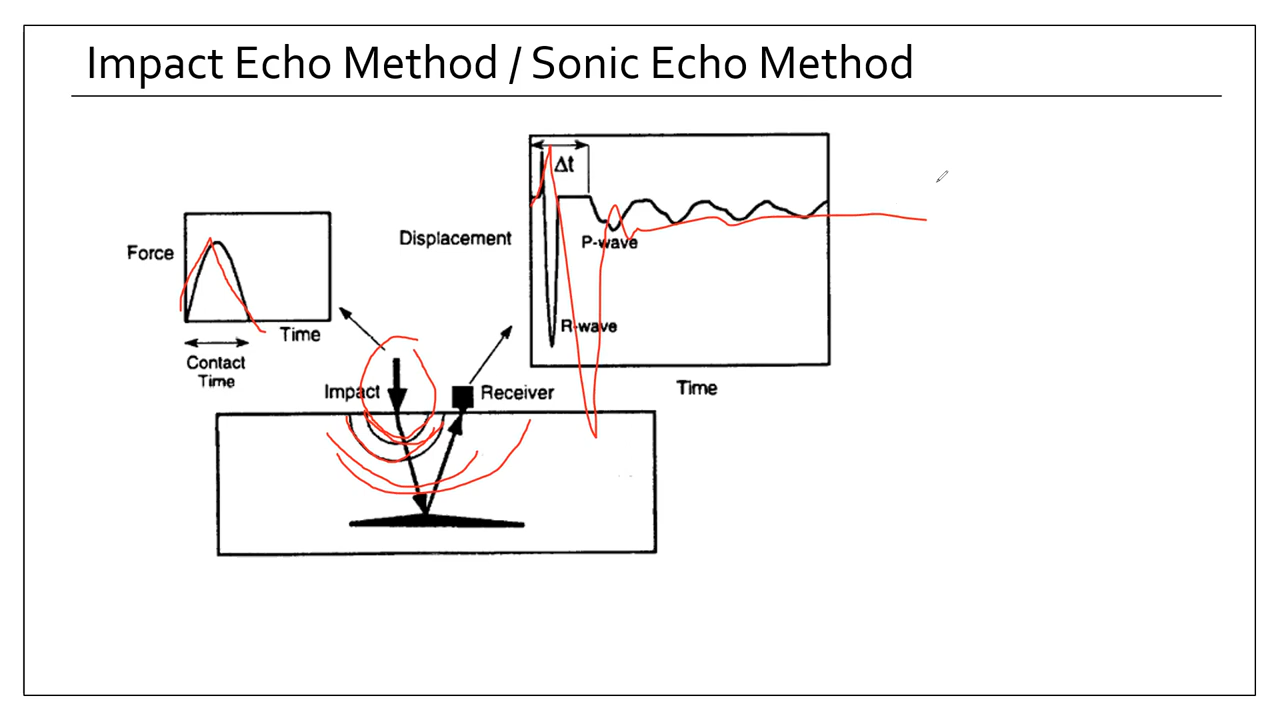 Impact Echo Method / Sonic Echo Method
Δt
Displacement
P-wave
R-wave
Time
Force
Time
Contact
Time
Impact
Receiver